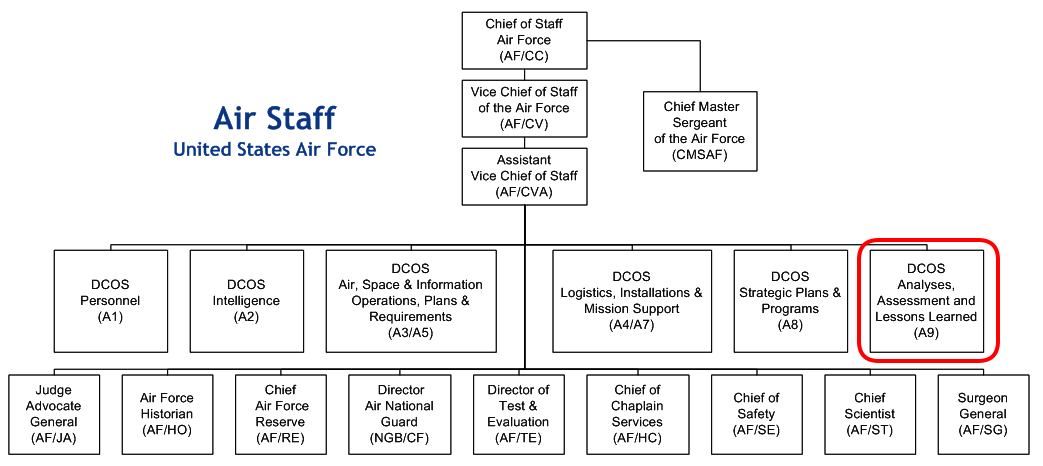 Chief of Staff
Air Force
(AF/CC)
Vice Chief of Staff
of the Air Force
(AF/CV)
Chief Master
Sergeant
of the Air Force
(CMSAF)
Air Staff
United States Air Force
Assistant
Vice Chief of Staff
(AF/CVA)
DCOS
Personnel
(A1)
DCOS
Intelligence
(A2)
DCOS
Air, Space & Information
Operations, Plans &
Requirements
(A3/A5)
DCOS
Logistics, Installations &
Mission Support
(A4/A7)
DCOS
Strategic Plans &
Programs
(A8)
DCOS
Analyses,
Assessment and
Lessons Learned
(A9)
Judge
Advocate
General
(AF/JA)
Air Force
Historian
(AF/HO)
Chief
Air Force
Reserve
(AF/RE)
Director
Air National
Guard
(NGB/CF)
Director of
Test &
Evaluation
(AF/TE)
Chief of
Chaplain
Services
(AF/HC)
Chief of
Safety
(AF/SE)
Chief
Scientist
(AF/ST)
Surgeon
General
(AF/SG)